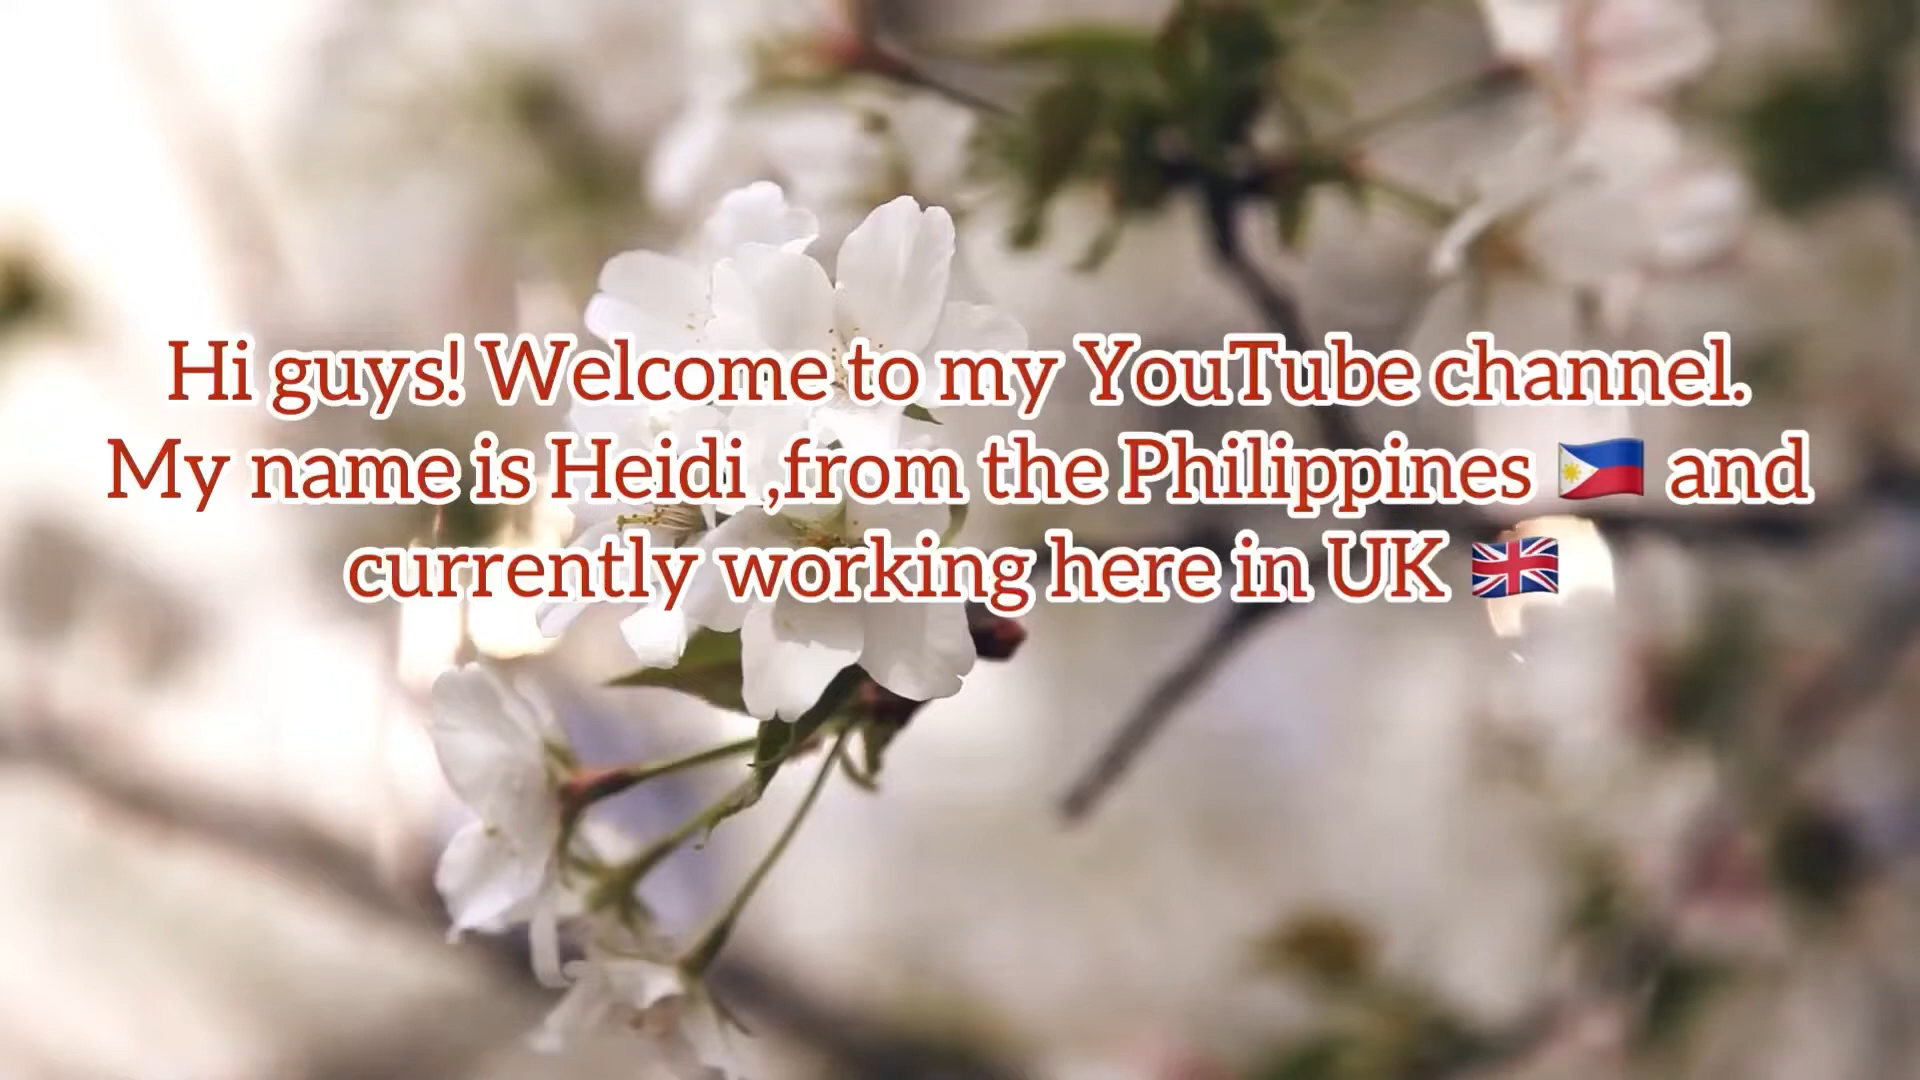 Hi guys! Welcome to my YouTube channel.
My name is Heidi ,from the Philippines 🇵🇭 and
currently working here in UK 🇬🇧